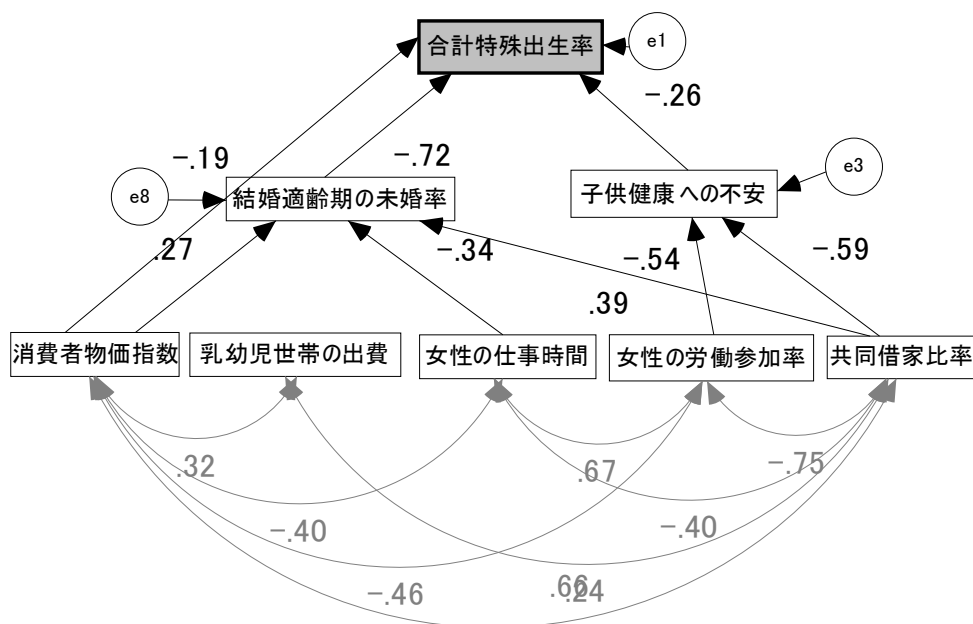 合計特殊出生率
e1
-.26
-.19
-.72
e8
結婚適齢期の未婚率
子供健康への不安
e3
.27
-.34
-.54
-.59
.39
消費者物価指数
乳幼児世帯の出費
女性の仕事時間
女性の労働参加率
共同借家比率
.32
.67
-.75
-.40
-.40
-.46
.66
.24